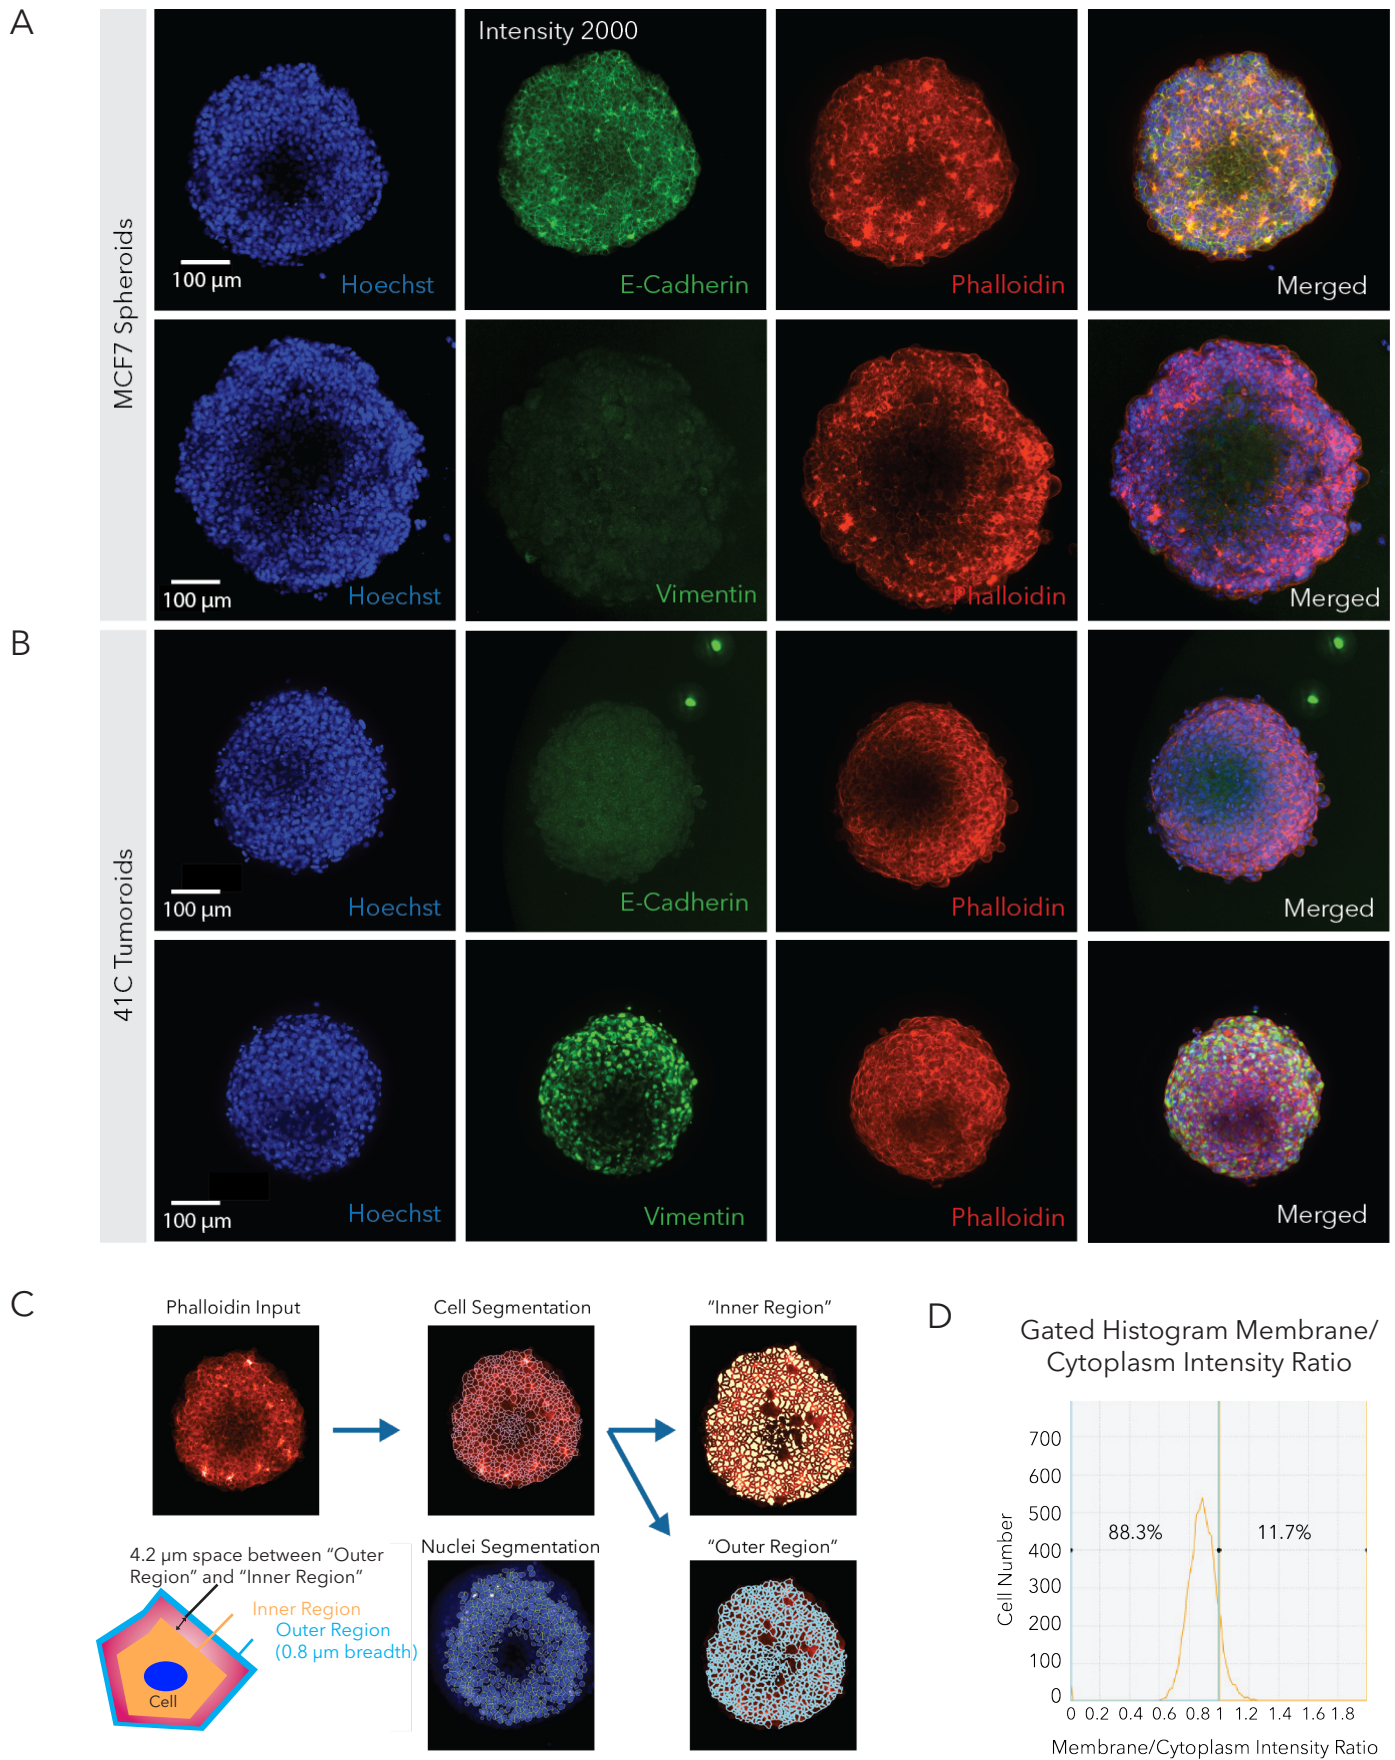 A
MCF7 Spheroids
Intensity 2000
100 µm
Hoechst
E-Cadherin
Phalloidin
Merged
100 µm
Hoechst
Vimentin
Phalloidin
Merged
B
41C Tumoroids
100 µm
Hoechst
E-Cadherin
Phalloidin
Merged
100 µm
Hoechst
Vimentin
Phalloidin
Merged
C
Phalloidin Input
Cell Segmentation
“Inner Region”
4.2 µm space between “Outer
Region” and “Inner Region”
Inner Region
Outer Region
(0.8 µm breadth)
Cell
Nuclei Segmentation
“Outer Region”
D
Gated Histogram Membrane/
Cytoplasm Intensity Ratio
Cell Number
700
600
500
400
300
200
100
0
88.3%
11.7%
0 0.2 0.4 0.6 0.8 1 1.2 1.4 1.6 1.8
Membrane/Cytoplasm Intensity Ratio